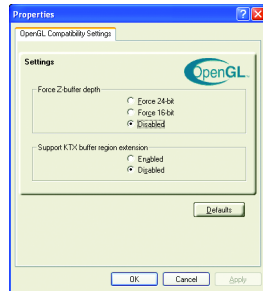 Properties
OpenGL Compatibility Settings
Settings
OpenGL
Force Z-buffer depth
Force 24-bit
Force 16-bit
Disabled
Support KTX buffer region extension
Enabled
Disabled
Defaults
OK
Cancel
Apply